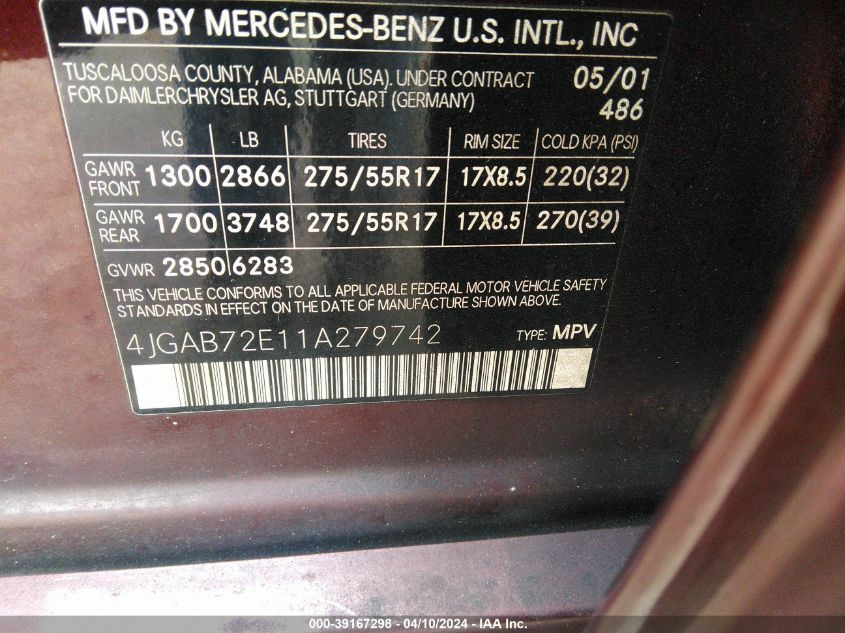 MFD BY MERCEDES-BENZ U.S. INTL., INC
TUSCALOOSA COUNTY, ALABAMA (USA). UNDER CONTRACT 05/01
FOR DAIMLERCHRYSLER AG, STUTTGART (GERMANY) 486
KG LB TIRES RIM SIZE COLD KPA (PSI)
GAWR FRONT 1300 2866 275/55R17 17X8.5 220(32)
GAWR REAR 1700 3748 275/55R17 17X8.5 270(39)
GVWR 2850 6283
THIS VEHICLE CONFORMS TO ALL APPLICABLE FEDERAL MOTOR VEHICLE SAFETY
STANDARDS IN EFFECT ON THE DATE OF MANUFACTURE SHOWN ABOVE.
4JGAB72E11A279742 TYPE: MPV
000-39167298 - 04/10/2024 - IAA Inc.